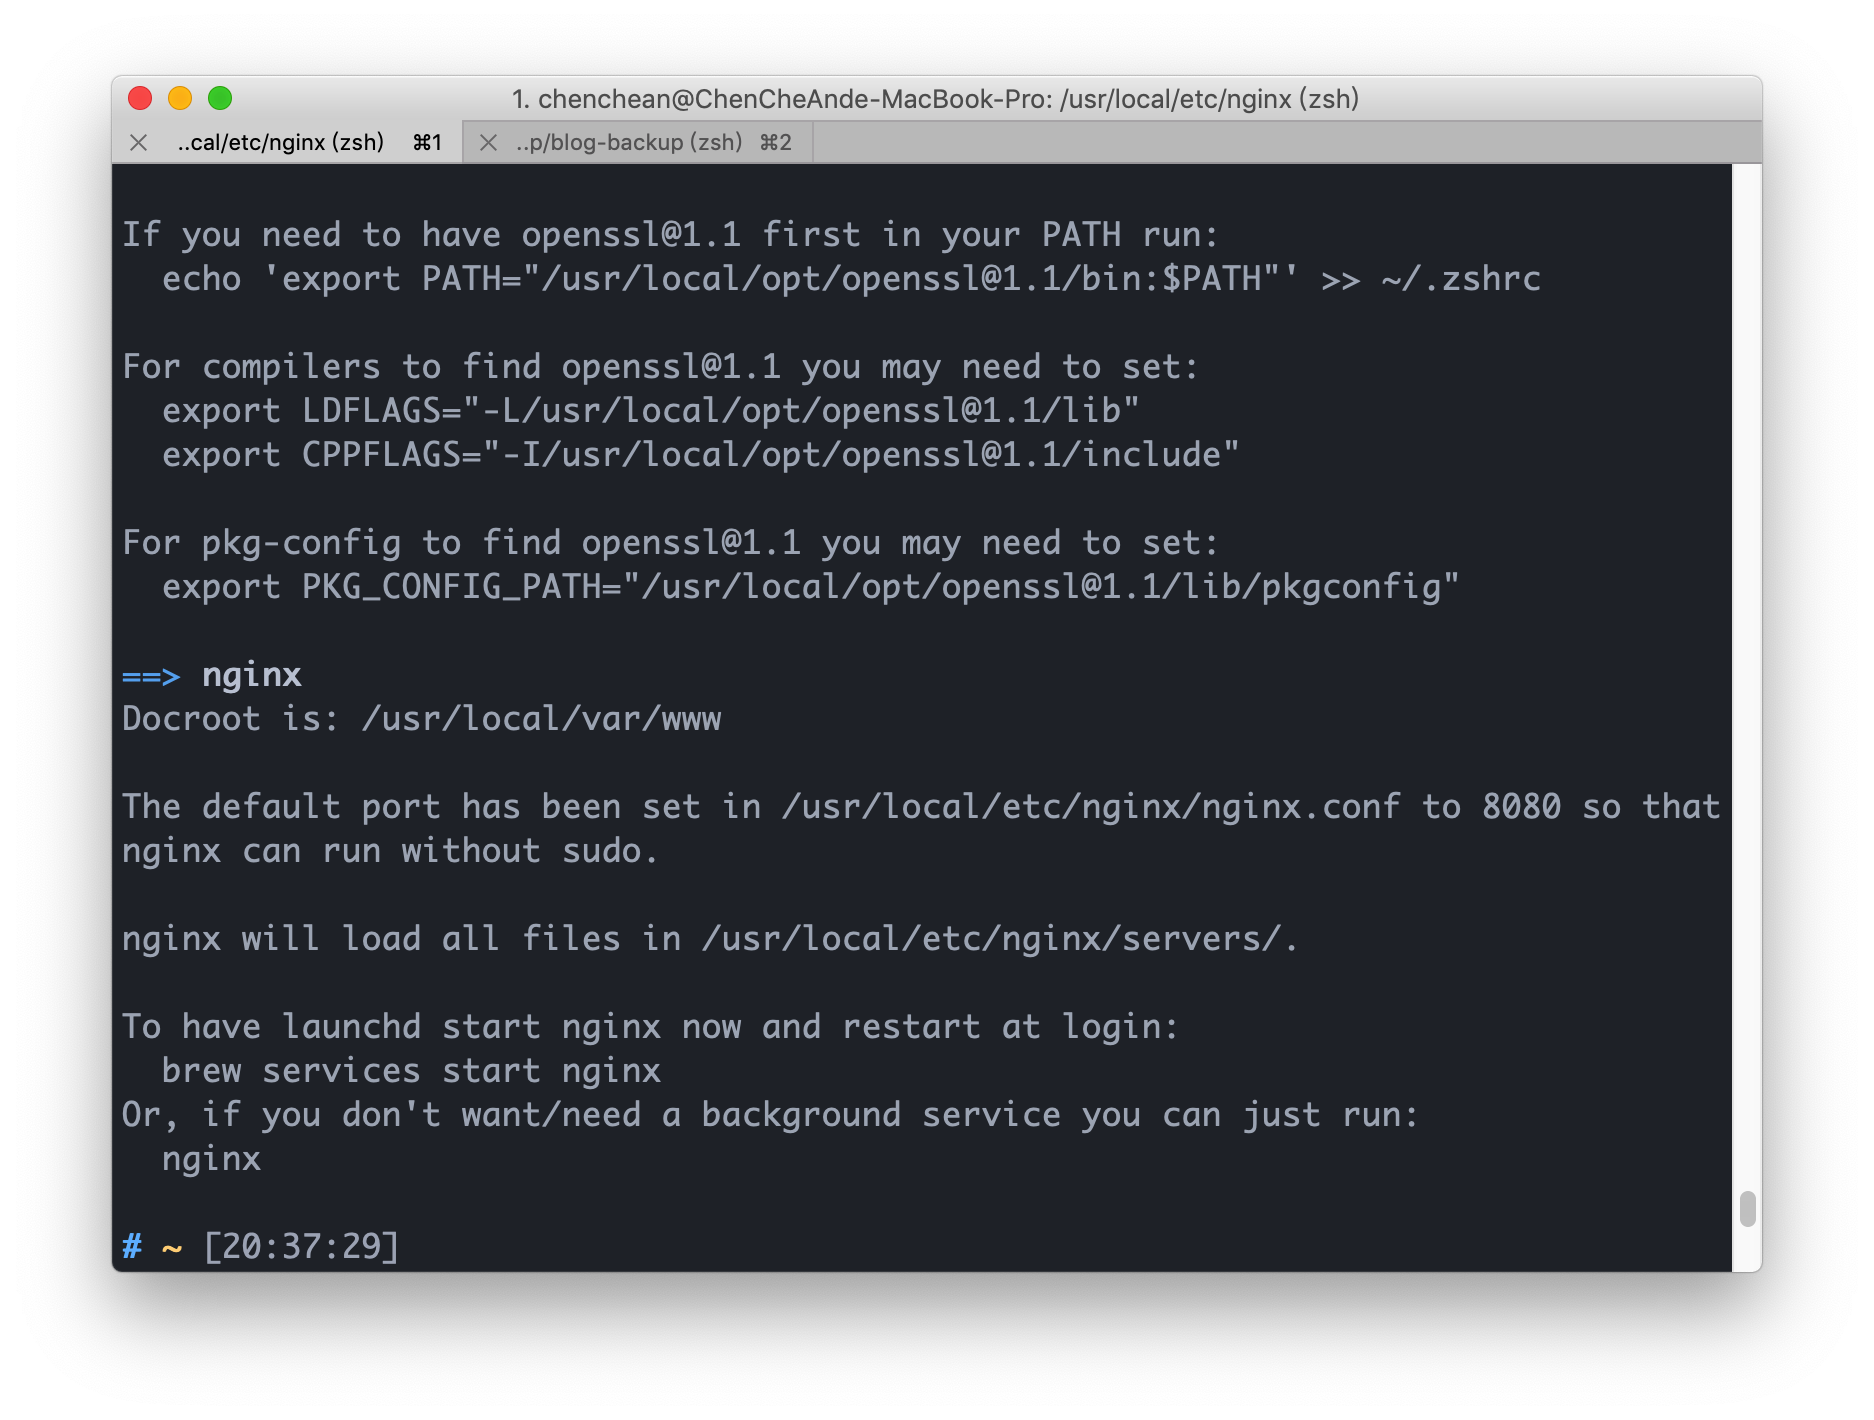 1. chenchean@ChenCheAnde-MacBook-Pro: /usr/local/etc/nginx (zsh)
..cal/etc/nginx (zsh) ⌘1 ..p/blog-backup (zsh) ⌘2
If you need to have openssl@1.1 first in your PATH run:
  echo 'export PATH="/usr/local/opt/openssl@1.1/bin:$PATH"' >> ~/.zshrc
For compilers to find openssl@1.1 you may need to set:
  export LDFLAGS="-L/usr/local/opt/openssl@1.1/lib"
  export CPPFLAGS="-I/usr/local/opt/openssl@1.1/include"
For pkg-config to find openssl@1.1 you may need to set:
  export PKG_CONFIG_PATH="/usr/local/opt/openssl@1.1/lib/pkgconfig"
==> nginx
Docroot is: /usr/local/var/www
The default port has been set in /usr/local/etc/nginx/nginx.conf to 8080 so that
nginx can run without sudo.
nginx will load all files in /usr/local/etc/nginx/servers/.
To have launchd start nginx now and restart at login:
  brew services start nginx
Or, if you don't want/need a background service you can just run:
  nginx
# ~ [20:37:29]